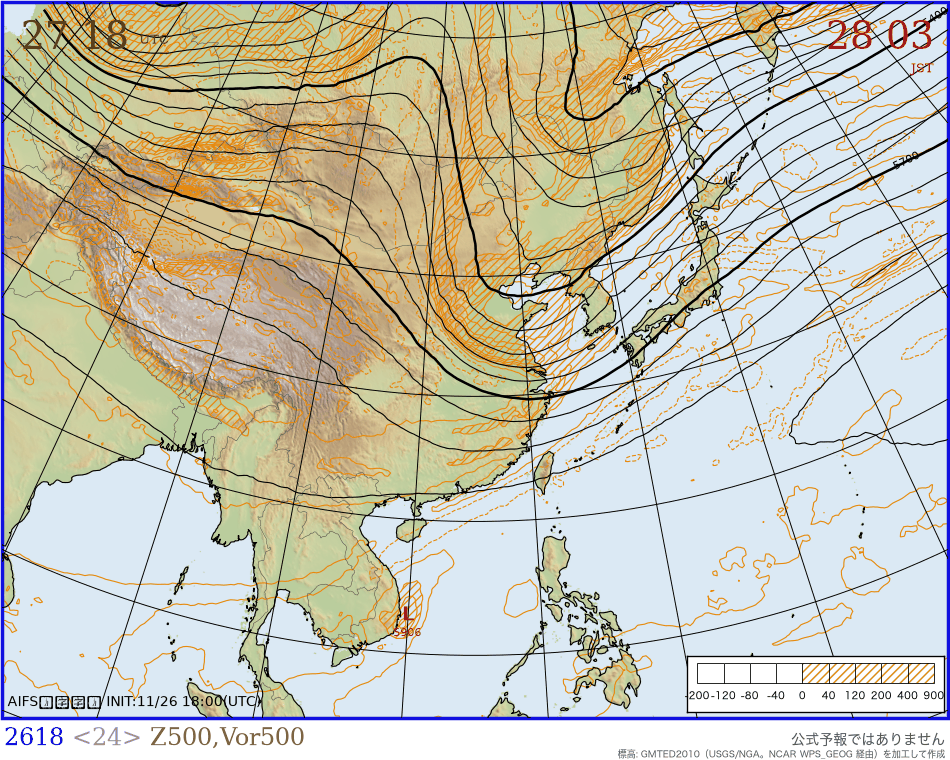 27 18 UTC
28 03
JST
5400
5700
L
5906
-200 -120 -80 -40 0 40 120 200 400 900
AIFS INIT:11/26 18:00(UTC)
2618 <24> Z500,Vor500
公式予報ではありません
標高: GMTED2010（USGS/NGA。NCAR WPS_GEOG 経由）を加工して作成